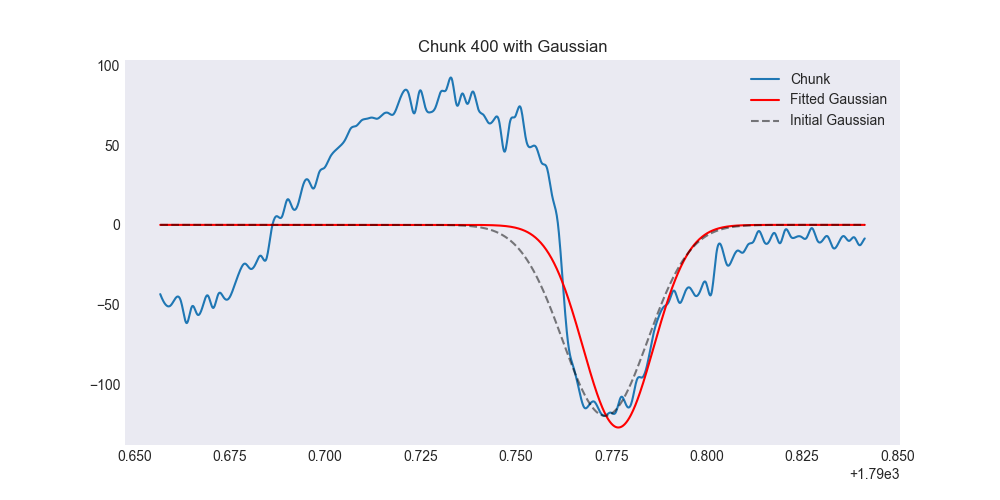 Chunk 400 with Gaussian
100
50
0
−50
−100
Chunk
Fitted Gaussian
Initial Gaussian
0.650 0.675 0.700 0.725 0.750 0.775 0.800 0.825 0.850
+1.79e3